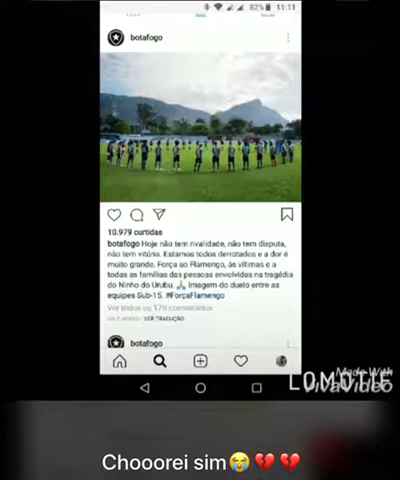 82% 11:11
botafogo
10.979 curtidas
botafogo Hoje não tem rivalidade, não tem disputa,
não tem vitória. Estamos todos derrotados e a dor é
muito grande. Força ao Flamengo, às vítimas e a
todas as famílias das pessoas envolvidas na tragédia
do Ninho do Urubu. 🙏 Imagem do duelo entre as
equipes Sub-15. #ForçaFlamengo
Ver todos os 170 comentários
VER TRADUÇÃO
botafogo
Made With
VivaVideo
LOMOTIF
Chooorei sim😭💔💔